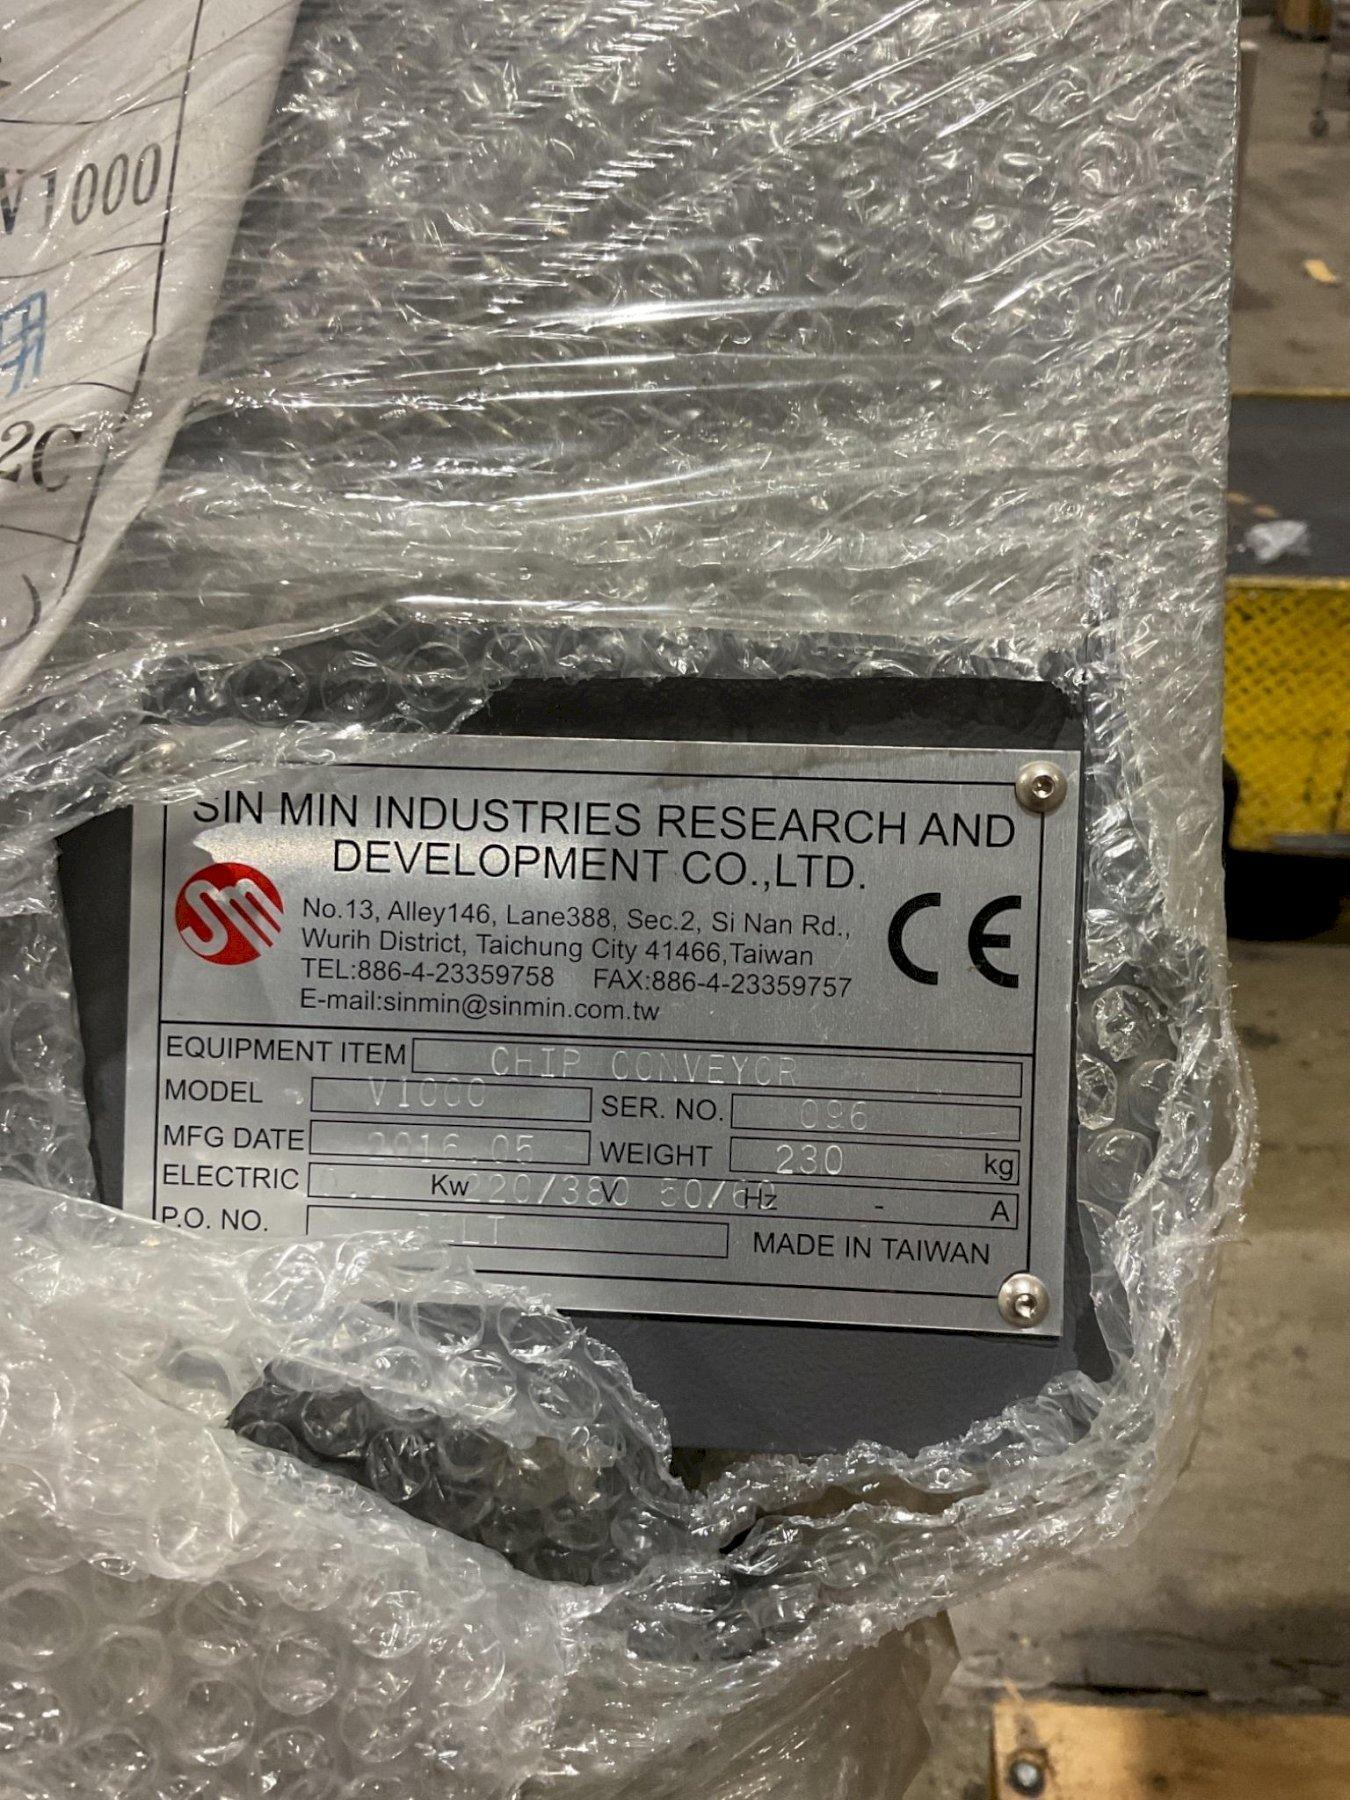 V1000
2C
SIN MIN INDUSTRIES RESEARCH AND
DEVELOPMENT CO.,LTD.
SM
No.13, Alley146, Lane388, Sec.2, Si Nan Rd.,
Wurih District, Taichung City 41466,Taiwan
TEL:886-4-23359758 FAX:886-4-23359757
E-mail:sinmin@sinmin.com.tw
CE
EQUIPMENT ITEM CHIP CONVEYOR
MODEL V1000 SER. NO. 096
MFG DATE 2016.05 WEIGHT 230 kg
ELECTRIC Kw 220/380 V 50/60 Hz - A
P.O. NO. MADE IN TAIWAN